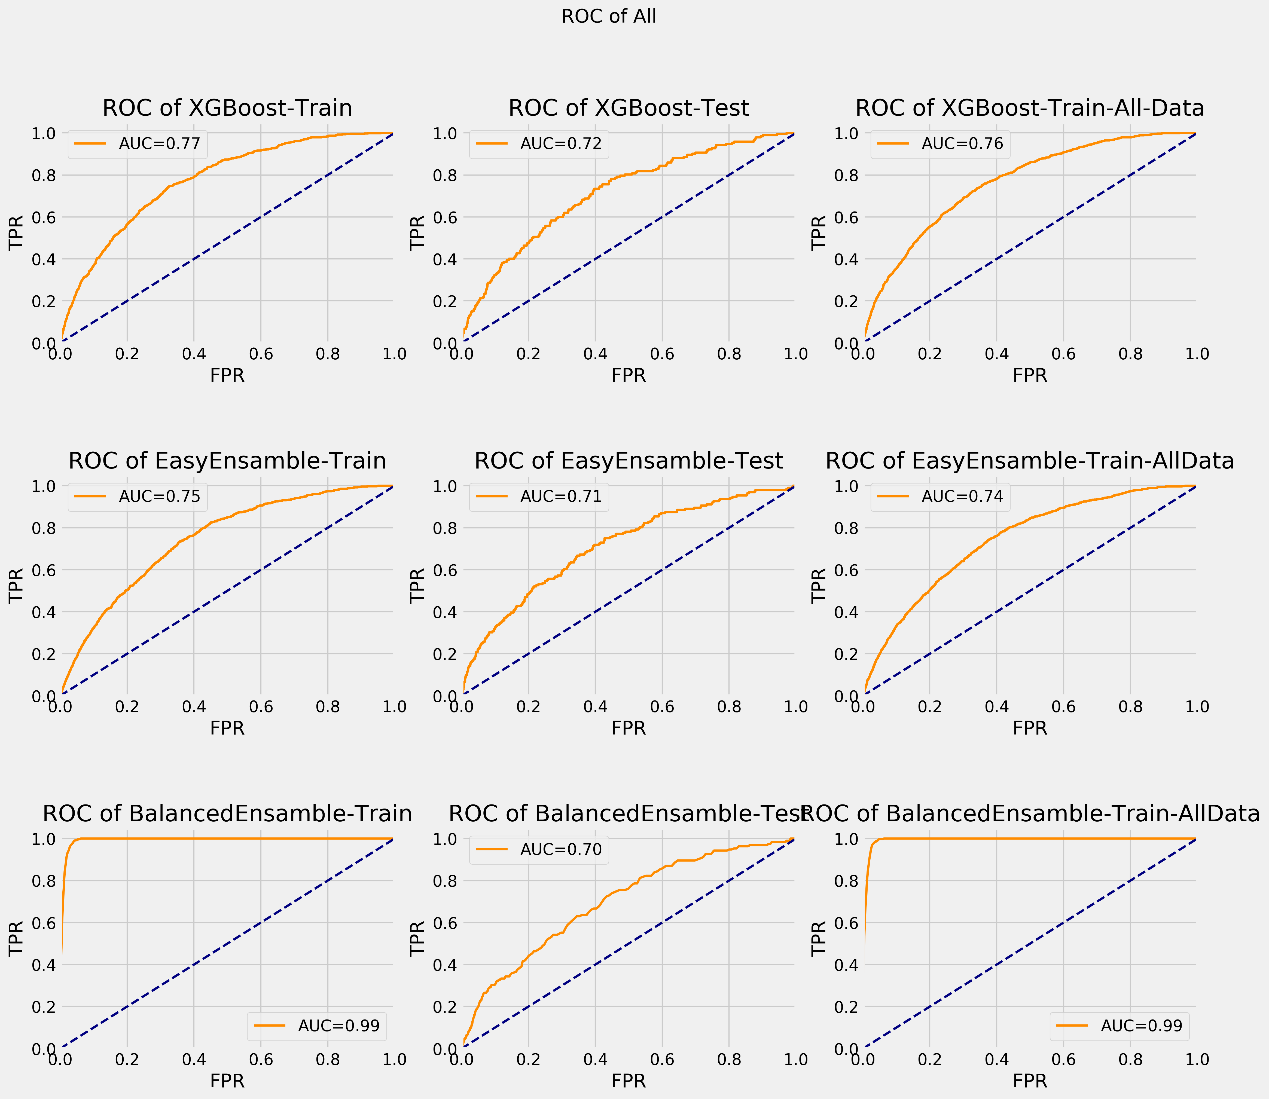 ROC of All
ROC of XGBoost-Train
AUC=0.77
1.0
0.8
0.6
0.4
0.2
0.0
TPR
0.0 0.2 0.4 0.6 0.8 1.0
FPR
ROC of XGBoost-Test
AUC=0.72
1.0
0.8
0.6
0.4
0.2
0.0
TPR
0.0 0.2 0.4 0.6 0.8 1.0
FPR
ROC of XGBoost-Train-All-Data
AUC=0.76
1.0
0.8
0.6
0.4
0.2
0.0
TPR
0.0 0.2 0.4 0.6 0.8 1.0
FPR
ROC of EasyEnsamble-Train
AUC=0.75
1.0
0.8
0.6
0.4
0.2
0.0
TPR
0.0 0.2 0.4 0.6 0.8 1.0
FPR
ROC of EasyEnsamble-Test
AUC=0.71
1.0
0.8
0.6
0.4
0.2
0.0
TPR
0.0 0.2 0.4 0.6 0.8 1.0
FPR
ROC of EasyEnsamble-Train-AllData
AUC=0.74
1.0
0.8
0.6
0.4
0.2
0.0
TPR
0.0 0.2 0.4 0.6 0.8 1.0
FPR
ROC of BalancedEnsamble-Train
1.0
0.8
0.6
0.4
0.2
0.0
TPR
AUC=0.99
0.0 0.2 0.4 0.6 0.8 1.0
FPR
ROC of BalancedEnsamble-Test
AUC=0.70
1.0
0.8
0.6
0.4
0.2
0.0
TPR
0.0 0.2 0.4 0.6 0.8 1.0
FPR
ROC of BalancedEnsamble-Train-AllData
1.0
0.8
0.6
0.4
0.2
0.0
TPR
AUC=0.99
0.0 0.2 0.4 0.6 0.8 1.0
FPR